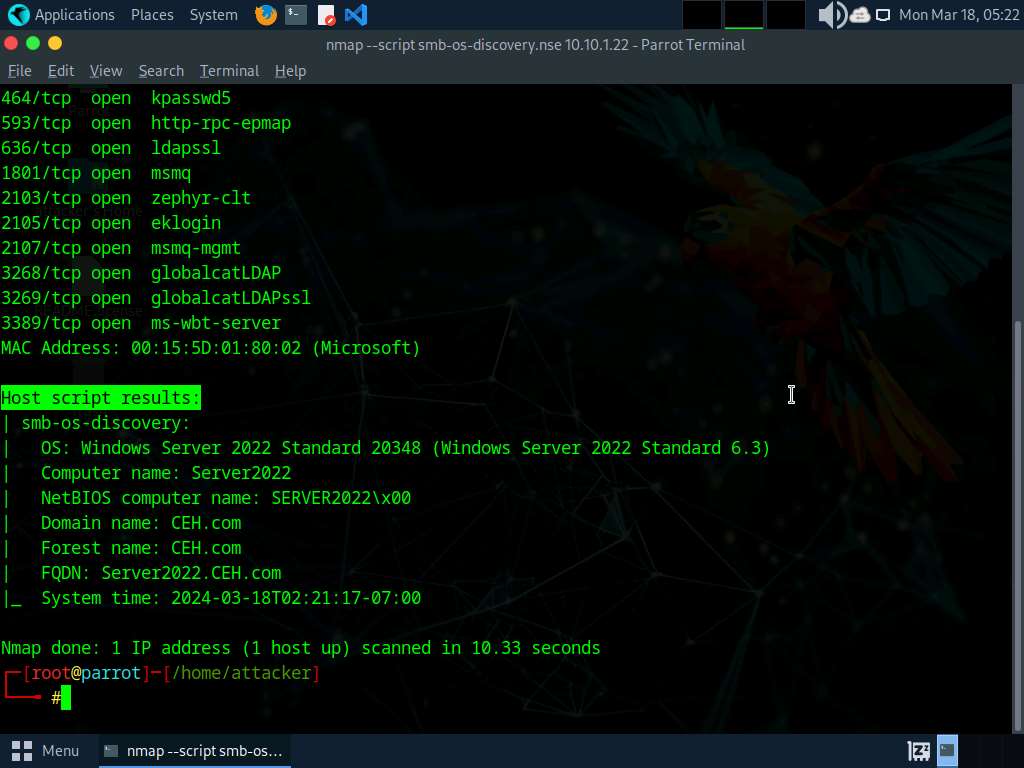 Applications Places System Mon Mar 18, 05:22
nmap --script smb-os-discovery.nse 10.10.1.22 - Parrot Terminal
File Edit View Search Terminal Help
464/tcp open kpasswd5
593/tcp open http-rpc-epmap
636/tcp open ldapssl
1801/tcp open msmq
2103/tcp open zephyr-clt
2105/tcp open eklogin
2107/tcp open msmq-mgmt
3268/tcp open globalcatLDAP
3269/tcp open globalcatLDAPssl
3389/tcp open ms-wbt-server
MAC Address: 00:15:5D:01:80:02 (Microsoft)
Host script results:
| smb-os-discovery:
|   OS: Windows Server 2022 Standard 20348 (Windows Server 2022 Standard 6.3)
|   Computer name: Server2022
|   NetBIOS computer name: SERVER2022\x00
|   Domain name: CEH.com
|   Forest name: CEH.com
|   FQDN: Server2022.CEH.com
|_  System time: 2024-03-18T02:21:17-07:00
Nmap done: 1 IP address (1 host up) scanned in 10.33 seconds
┌─[root@parrot]─[/home/attacker]
└──╼ #
Menu nmap --script smb-os...